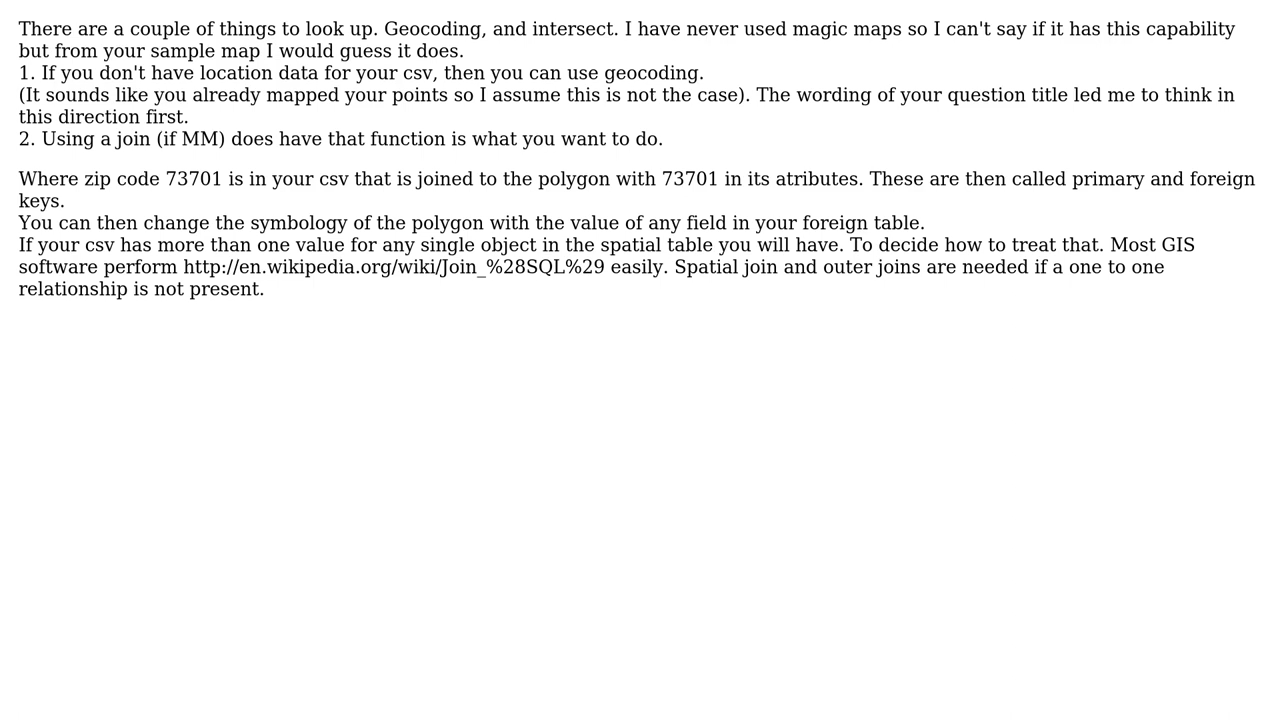 There are a couple of things to look up. Geocoding, and intersect. I have never used magic maps so I can't say if it has this capability
but from your sample map I would guess it does.
1. If you don't have location data for your csv, then you can use geocoding.
(It sounds like you already mapped your points so I assume this is not the case). The wording of your question title led me to think in
this direction first.
2. Using a join (if MM) does have that function is what you want to do.
Where zip code 73701 is in your csv that is joined to the polygon with 73701 in its atributes. These are then called primary and foreign
keys.
You can then change the symbology of the polygon with the value of any field in your foreign table.
If your csv has more than one value for any single object in the spatial table you will have. To decide how to treat that. Most GIS
software perform http://en.wikipedia.org/wiki/Join_%28SQL%29 easily. Spatial join and outer joins are needed if a one to one
relationship is not present.